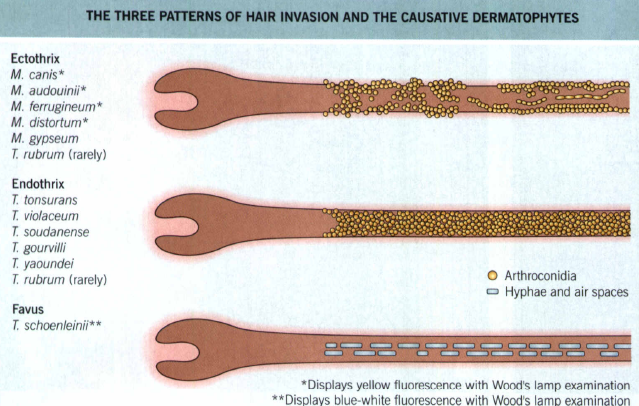 THE THREE PATTERNS OF HAIR INVASION AND THE CAUSATIVE DERMATOPHYTES
Ectothrix
M. canis*
M. audouinii*
M. ferrugineum*
M. distortum*
M. gypseum
T. rubrum (rarely)
Endothrix
T. tonsurans
T. violaceum
T. soudanense
T. gourvilli
T. yaoundei
T. rubrum (rarely)
Arthroconidia
Hyphae and air spaces
Favus
T. schoenleinii**
*Displays yellow fluorescence with Wood's lamp examination
**Displays blue-white fluorescence with Wood's lamp examination